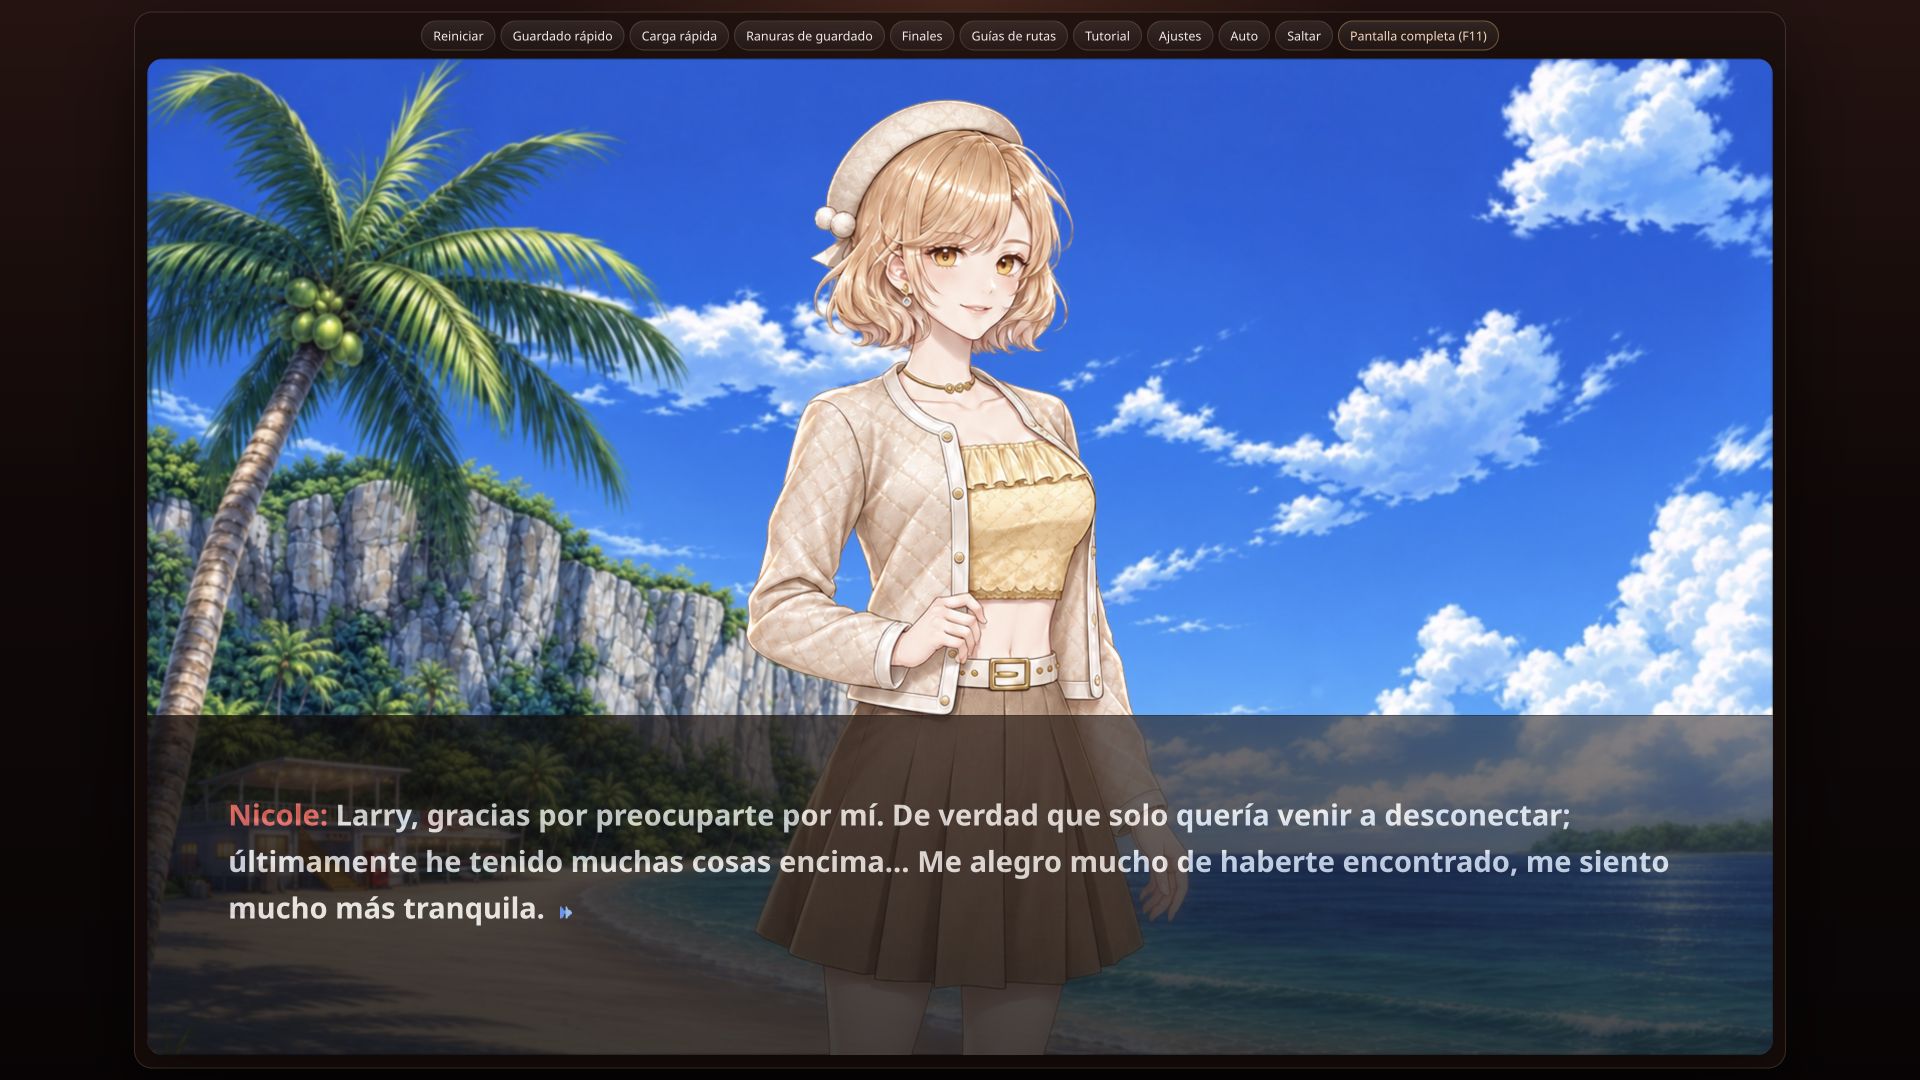 Reiniciar
Guardado rápido
Carga rápida
Ranuras de guardado
Finales
Guías de rutas
Tutorial
Ajustes
Auto
Saltar
Pantalla completa (F11)
Nicole: Larry, gracias por preocuparte por mí. De verdad que solo quería venir a desconectar;
últimamente he tenido muchas cosas encima... Me alegro mucho de haberte encontrado, me siento
mucho más tranquila.